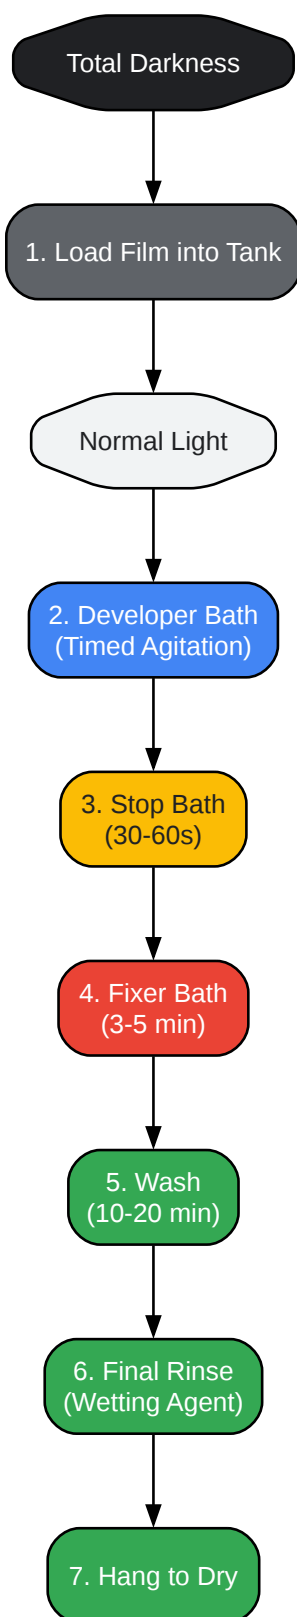 Total Darkness
1. Load Film into Tank
Normal Light
2. Developer Bath
(Timed Agitation)
3. Stop Bath
(30-60s)
4. Fixer Bath
(3-5 min)
5. Wash
(10-20 min)
6. Final Rinse
(Wetting Agent)
7. Hang to Dry